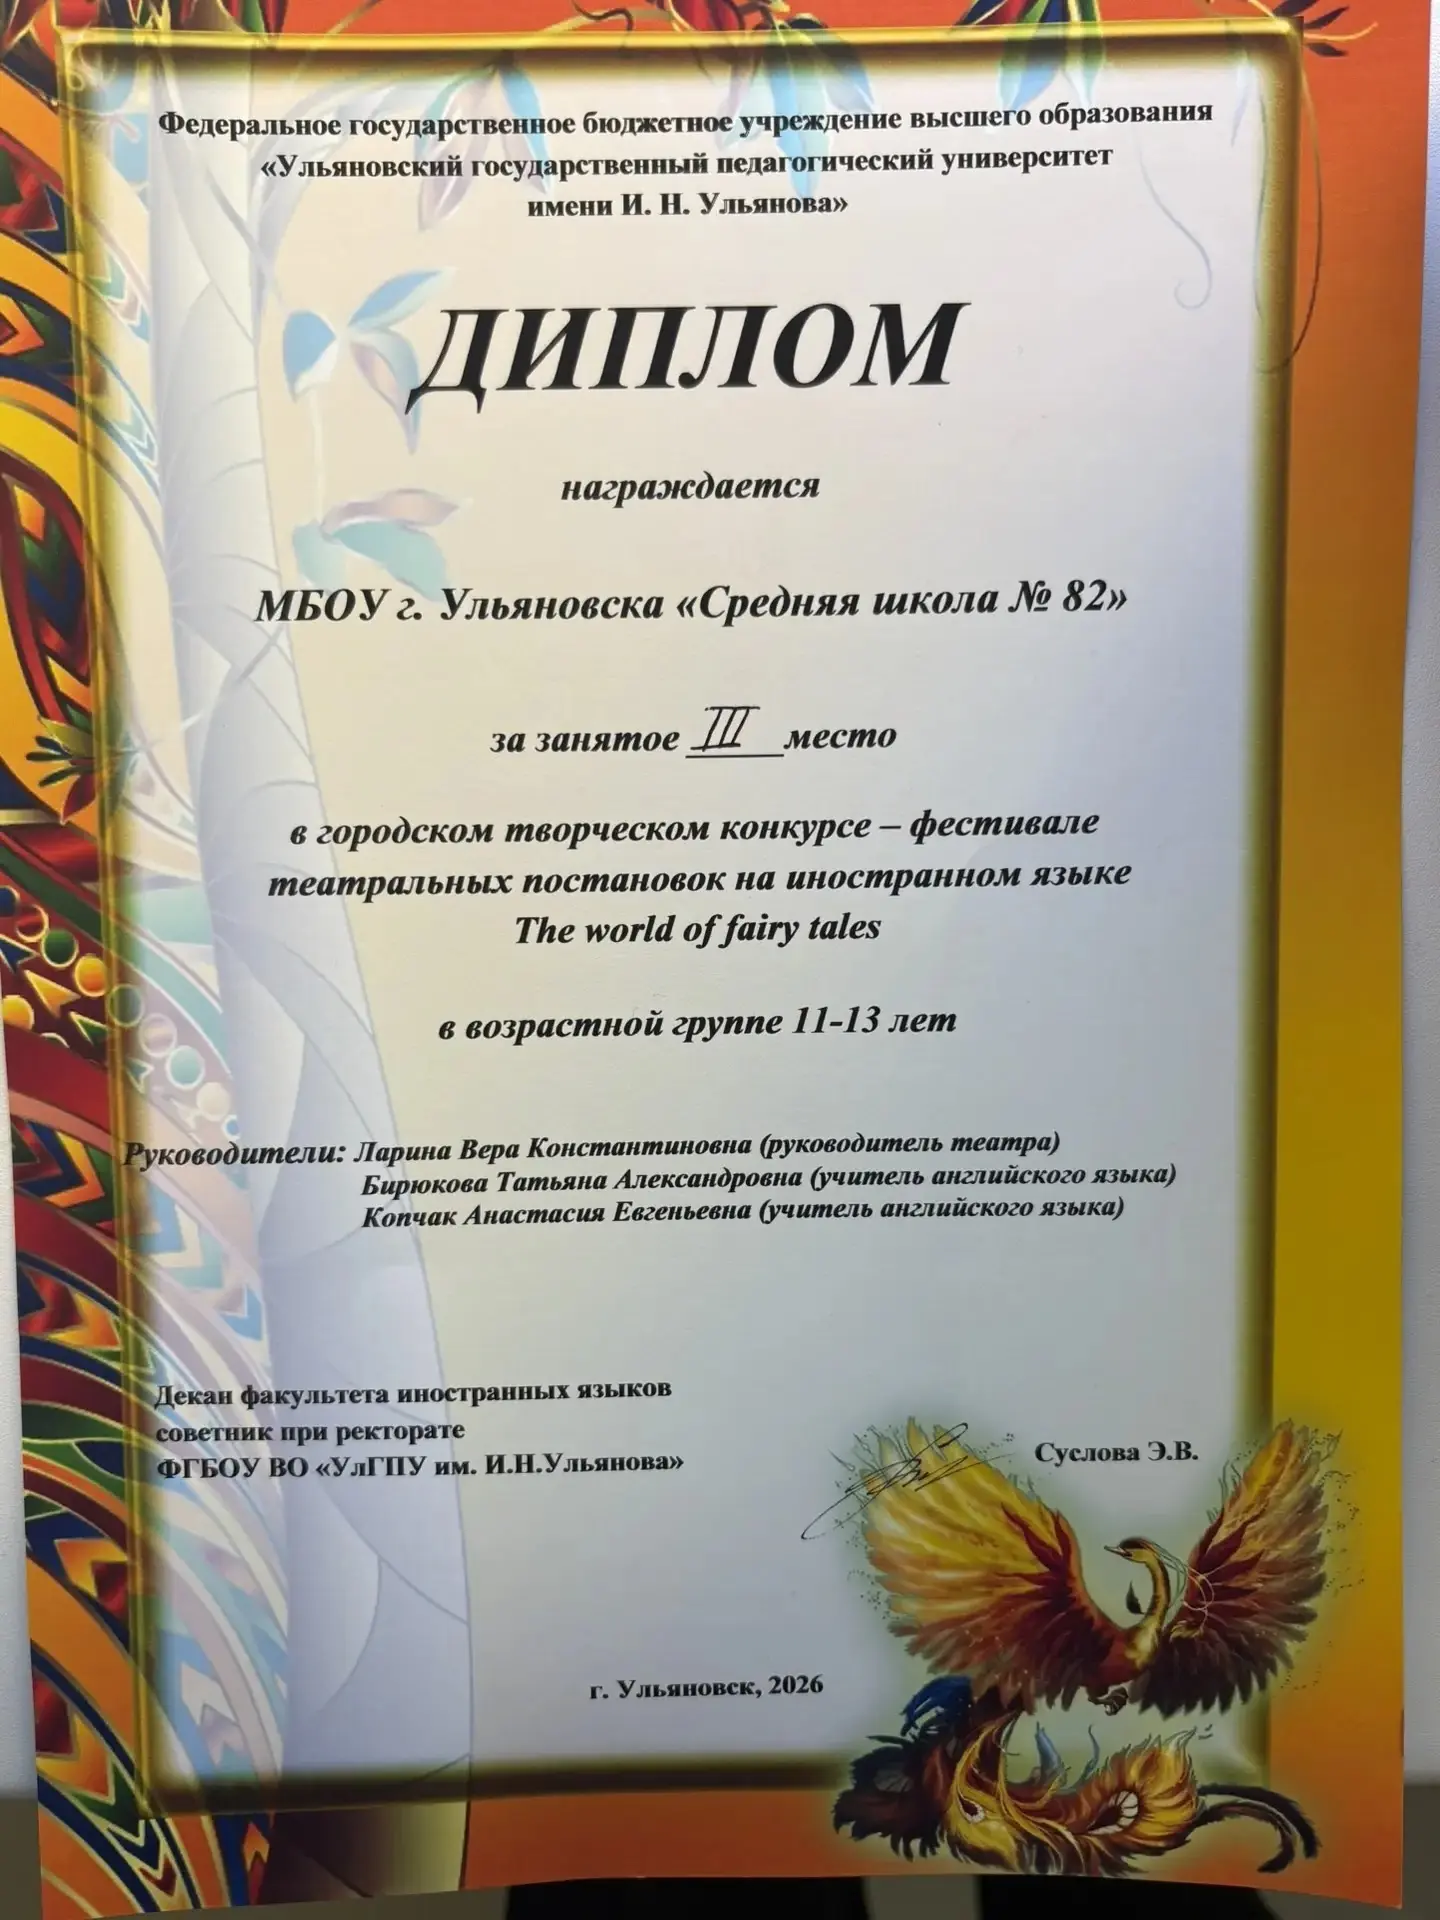 Федеральное государственное бюджетное учреждение высшего образования
«Ульяновский государственный педагогический университет
имени И. Н. Ульянова»
ДИПЛОМ
награждается
МБОУ г. Ульяновска «Средняя школа № 82»
за занятое III место
в городском творческом конкурсе – фестивале
театральных постановок на иностранном языке
The world of fairy tales
в возрастной группе 11-13 лет
Руководители: Ларина Вера Константиновна (руководитель театра)
Бирюкова Татьяна Александровна (учитель английского языка)
Копчак Анастасия Евгеньевна (учитель английского языка)
Декан факультета иностранных языков
советник при ректорате
ФГБОУ ВО «УлГПУ им. И.Н.Ульянова»
Суслова Э.В.
г. Ульяновск, 2026